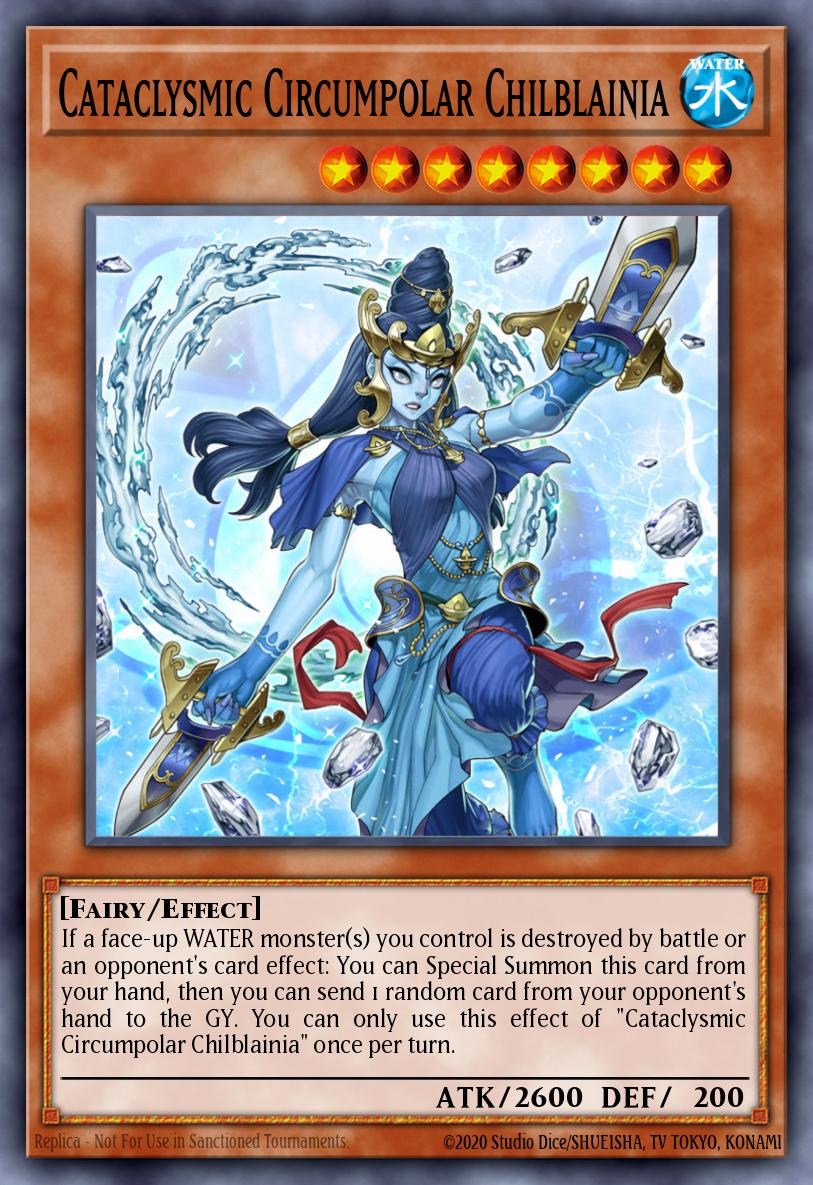 Cataclysmic Circumpolar Chilblainia
WATER
水
[Fairy/Effect]
If a face-up WATER monster(s) you control is destroyed by battle or
an opponent's card effect: You can Special Summon this card from
your hand, then you can send 1 random card from your opponent's
hand to the GY. You can only use this effect of "Cataclysmic
Circumpolar Chilblainia" once per turn.
ATK/2600 DEF/ 200
Replica - Not For Use in Sanctioned Tournaments.
©2020 Studio Dice/SHUEISHA, TV TOKYO, KONAMI